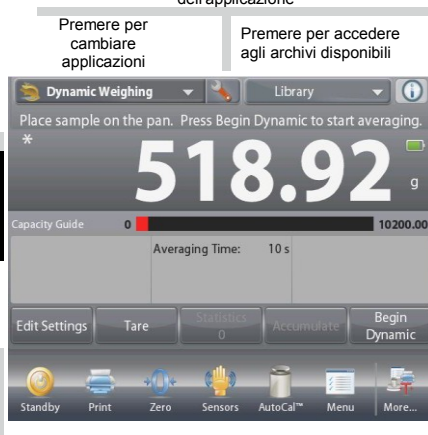 dell'applicazione
Premere per
cambiare
applicazioni
Premere per accedere
agli archivi disponibili
Dynamic Weighing
Library
Place sample on the pan. Press Begin Dynamic to start averaging.
*
518.92
g
Capacity Guide 0 10200.00
Averaging Time: 10 s
Edit Settings
Tare
Statistics
0
Accumulate
Begin
Dynamic
Standby
Print
Zero
Sensors
AutoCal™
Menu
More...